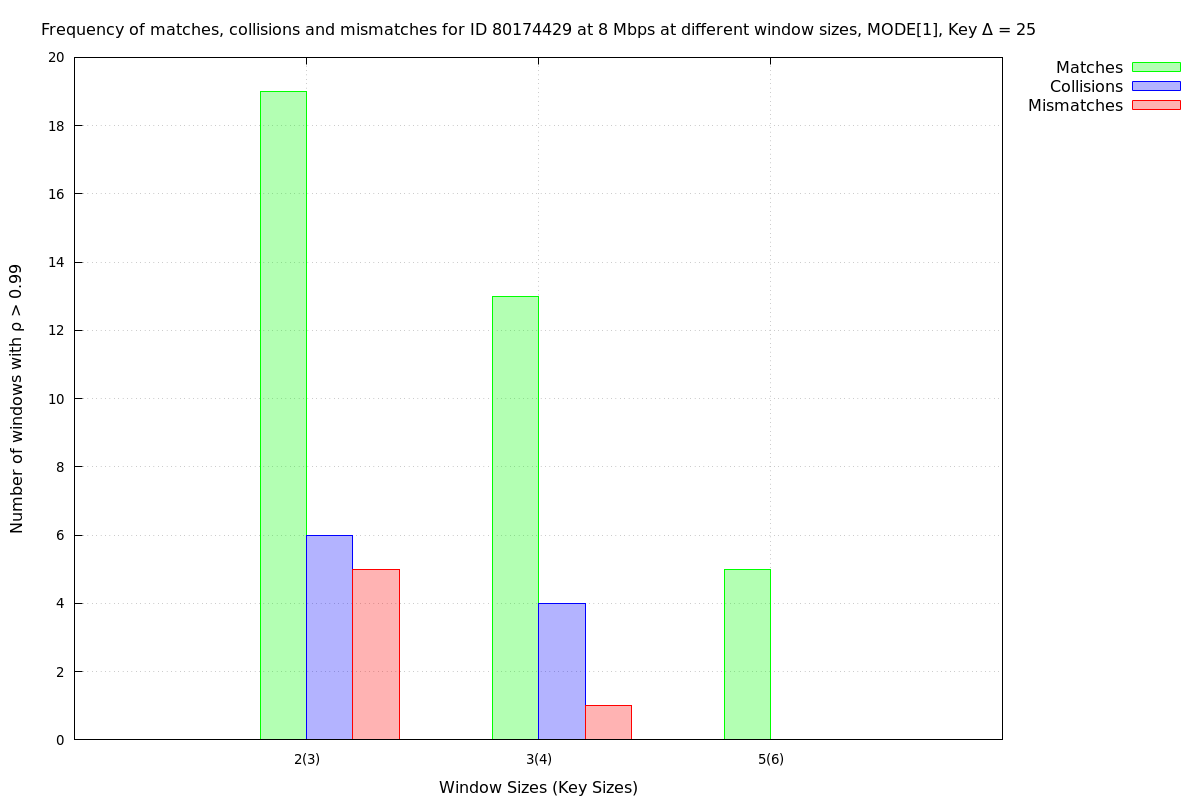 Frequency of matches, collisions and mismatches for ID 80174429 at 8 Mbps at different window sizes, MODE[1], Key Δ = 25
Matches
Collisions
Mismatches
Number of windows with ρ > 0.99
20
18
16
14
12
10
8
6
4
2
0
2(3) 3(4) 5(6)
Window Sizes (Key Sizes)